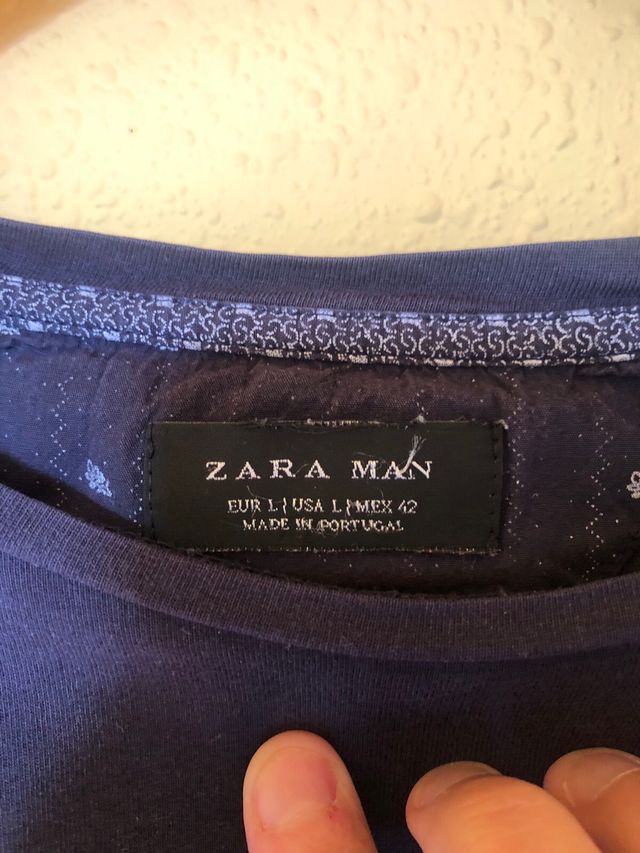 ZARA MAN
EUR L | USA L | MEX 42
MADE IN PORTUGAL